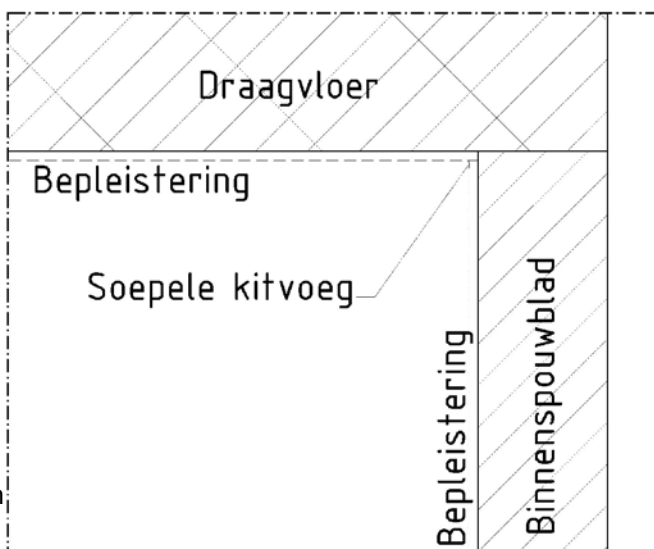 Draagvloer
Bepleistering
Soepele kitvoeg
Bepleistering
Binnenspouwblad